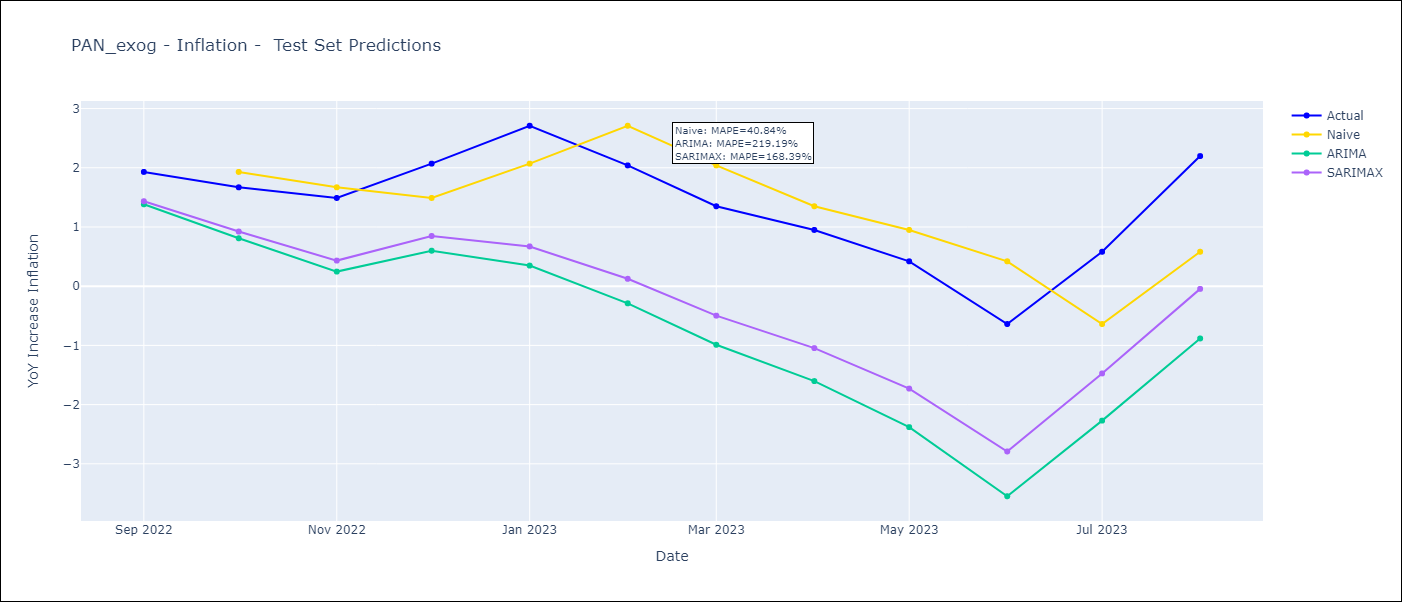 PAN_exog - Inflation -  Test Set Predictions
Actual
Naive
ARIMA
SARIMAX
Naive: MAPE=40.84%
ARIMA: MAPE=219.19%
SARIMAX: MAPE=168.39%
YoY Increase Inflation
3
2
1
0
−1
−2
−3
Sep 2022
Nov 2022
Jan 2023
Mar 2023
May 2023
Jul 2023
Date